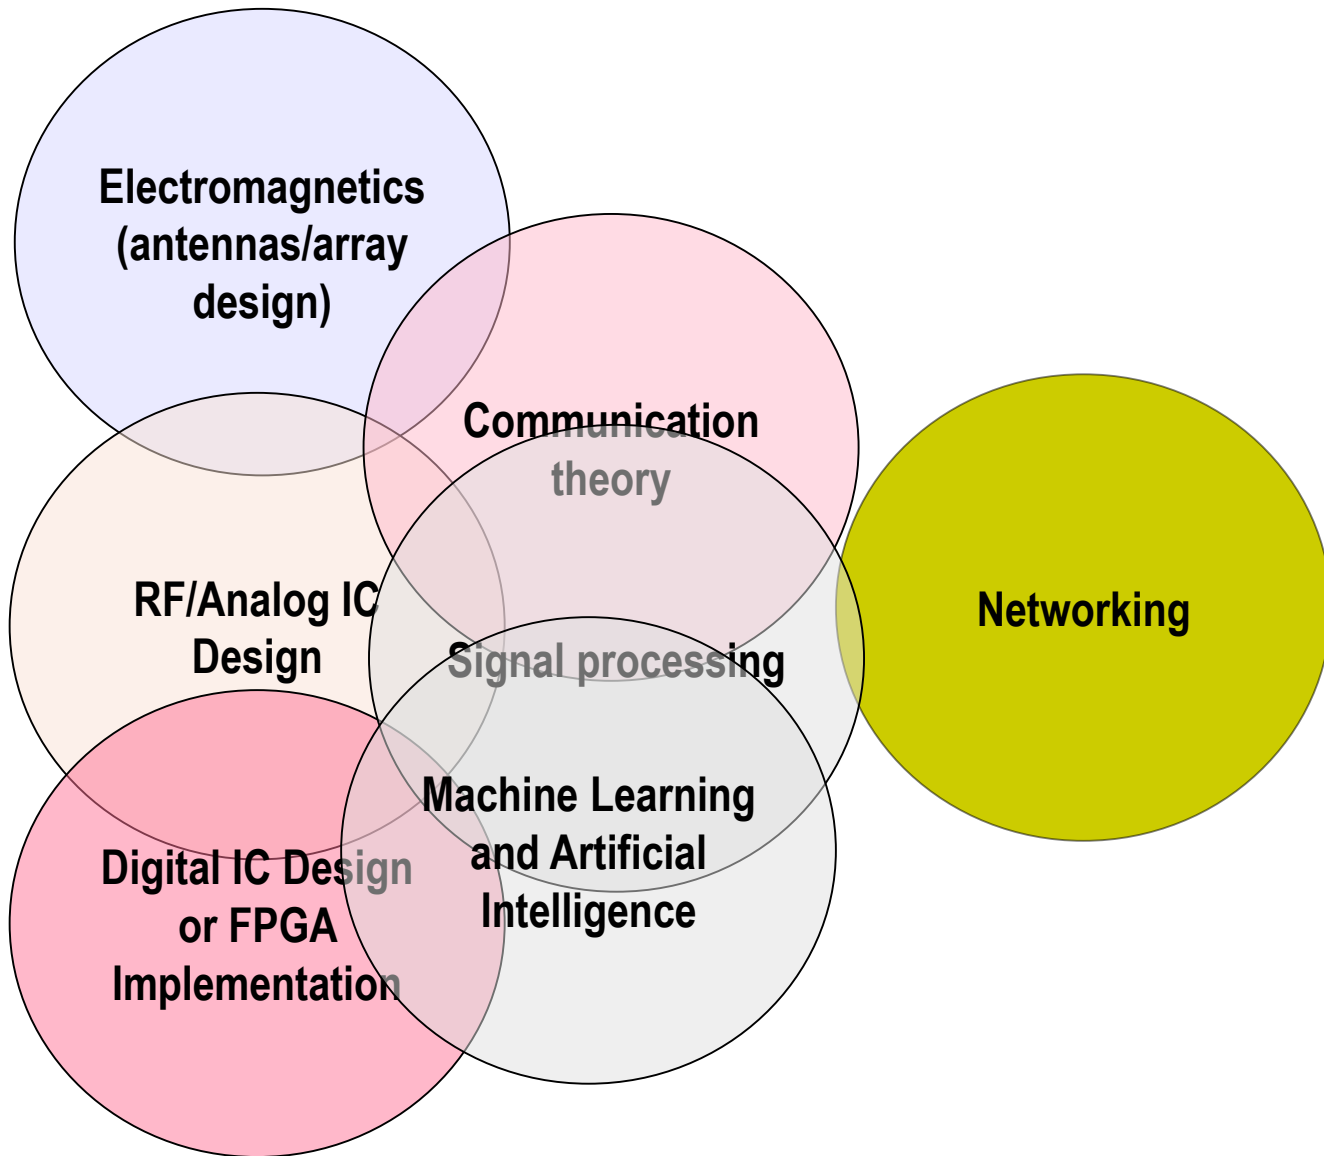 Electromagnetics
(antennas/array
design)
Communication
theory
RF/Analog IC
Design
Networking
Signal processing
Machine Learning
and Artificial
Intelligence
Digital IC Design
or FPGA
Implementation